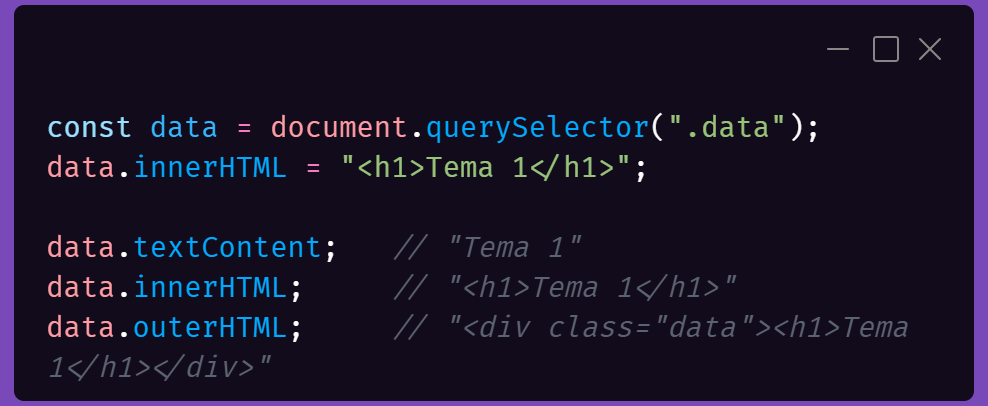 const data = document.querySelector(".data");
data.innerHTML = "<h1>Tema 1</h1>";
data.textContent;   // "Tema 1"
data.innerHTML;     // "<h1>Tema 1</h1>"
data.outerHTML;     // "<div class="data"><h1>Tema
1</h1></div>"